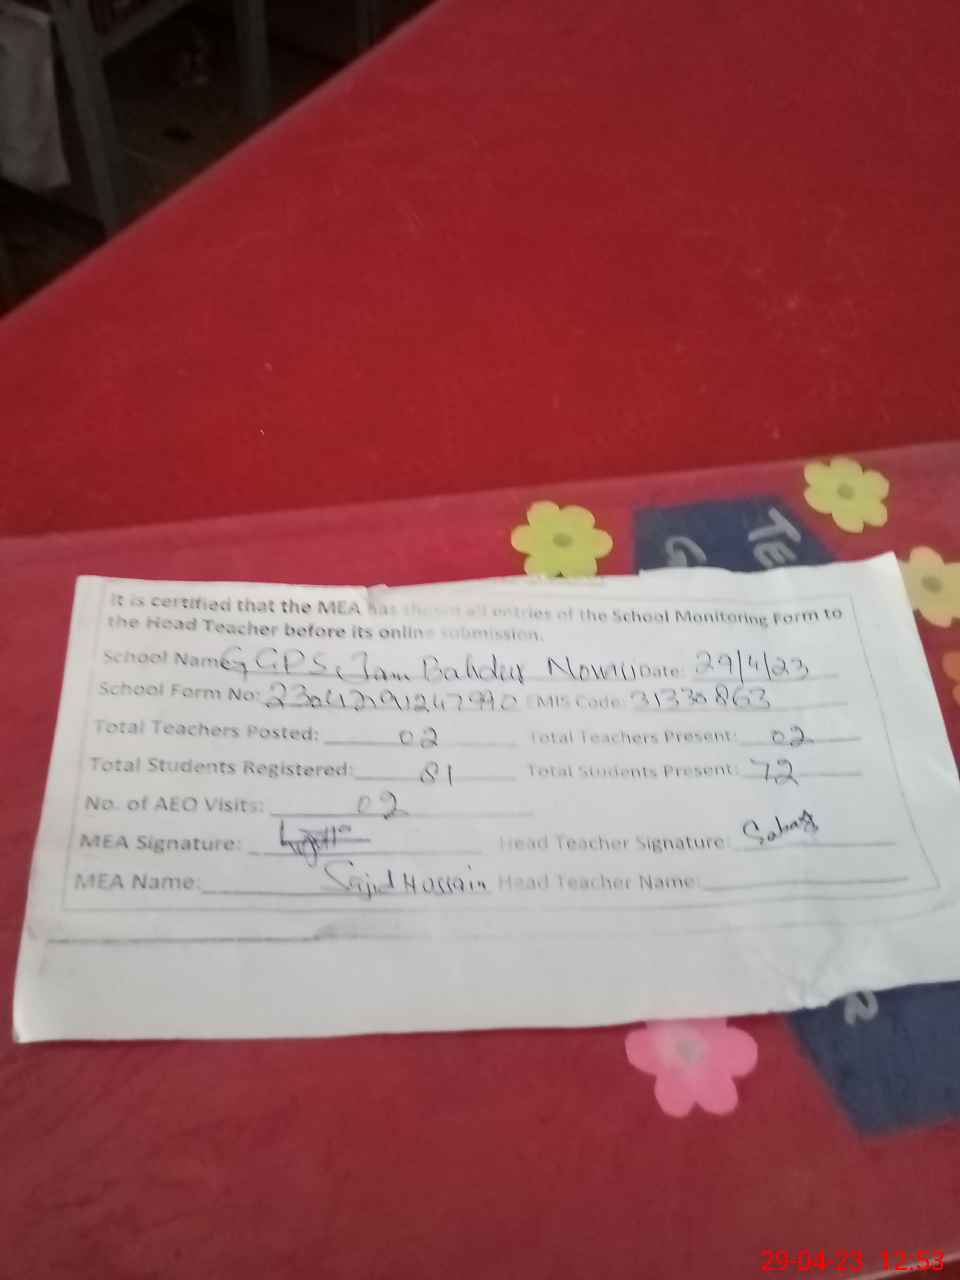 TE
G
It is certified that the MEA has shown all entries of the School Monitoring Form to
the Head Teacher before its online submission.
School Name: GGPS, Jam Bahdur Date: 29/4/23
School Form No: EMIS Code: 31330863
Total Teachers Posted: 02 Total Teachers Present: 02
Total Students Registered: 81 Total Students Present: 72
No. of AEO Visits: 02
MEA Signature: Head Teacher Signature:
MEA Name: Sajid Hussain Head Teacher Name:
R
29-04-23 12:53